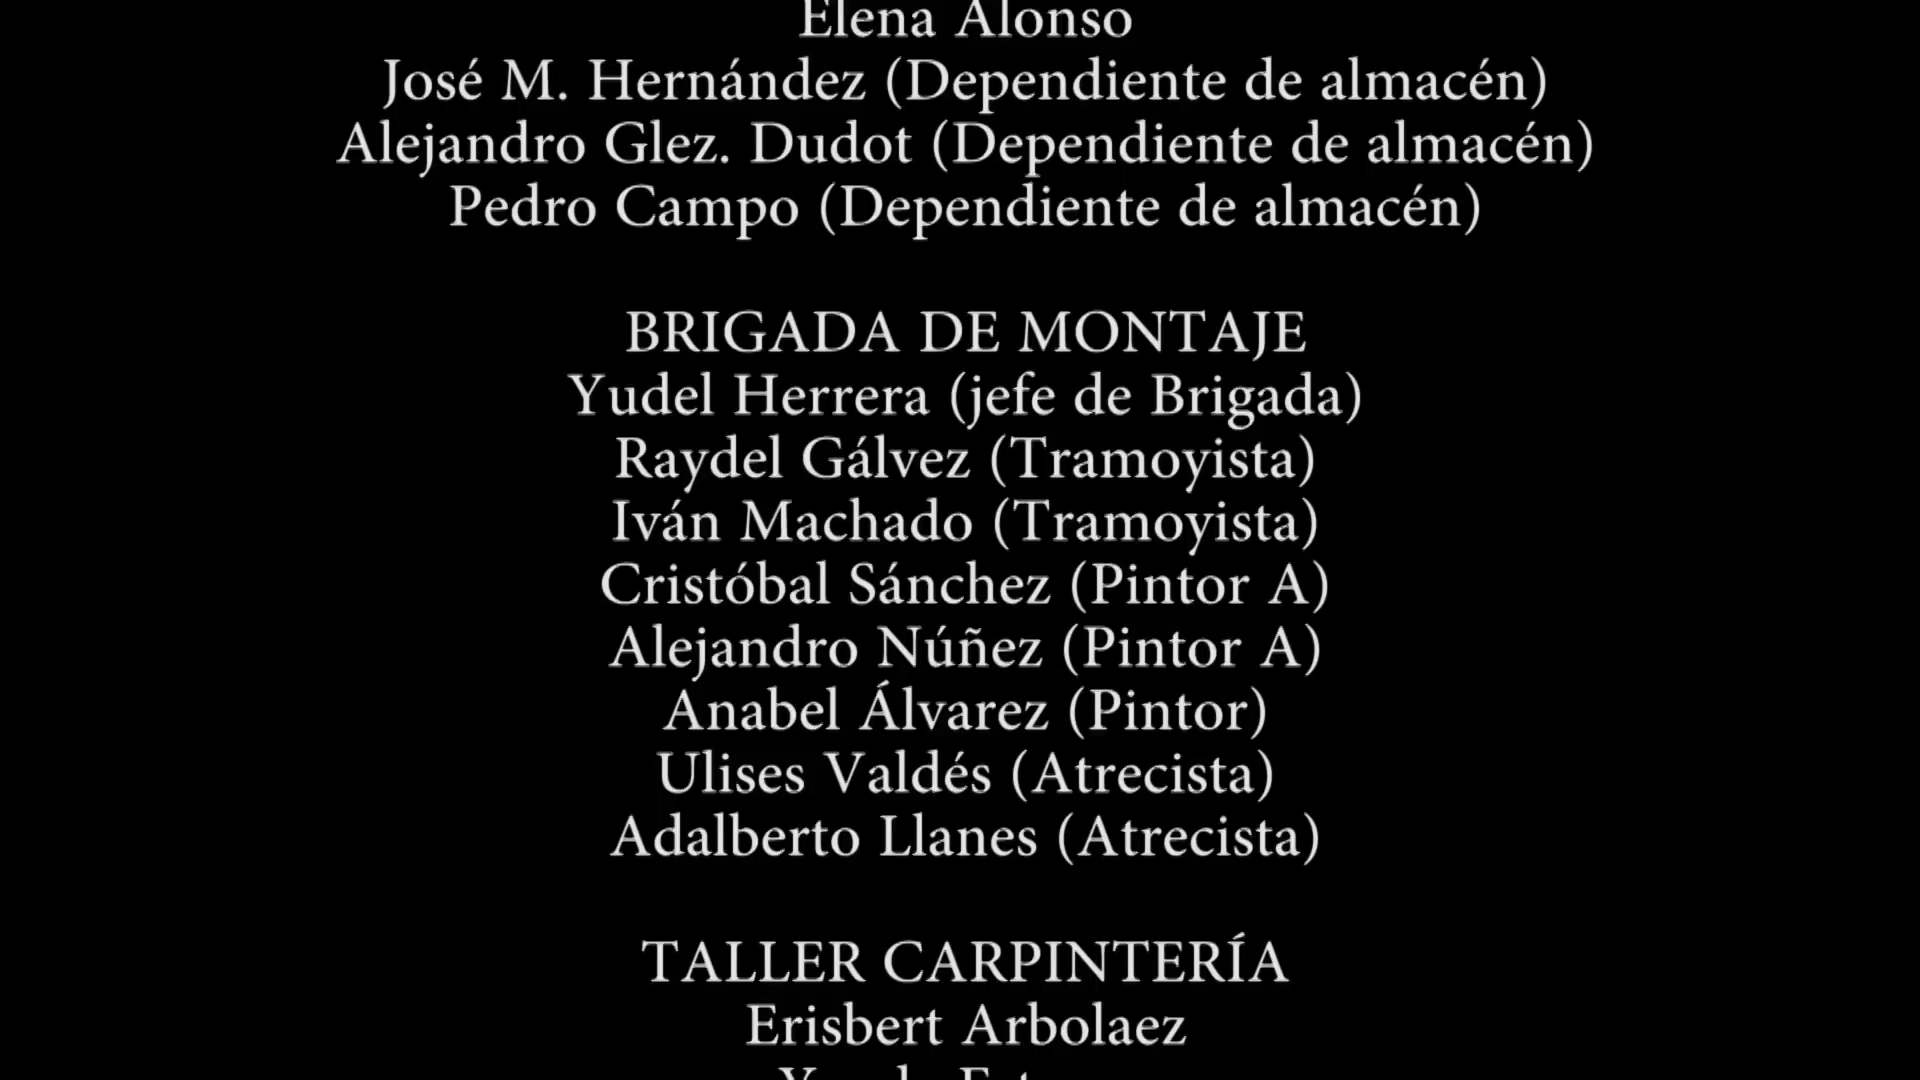 Elena Alonso
José M. Hernández (Dependiente de almacén)
Alejandro Glez. Dudot (Dependiente de almacén)
Pedro Campo (Dependiente de almacén)
BRIGADA DE MONTAJE
Yudel Herrera (jefe de Brigada)
Raydel Gálvez (Tramoyista)
Iván Machado (Tramoyista)
Cristóbal Sánchez (Pintor A)
Alejandro Núñez (Pintor A)
Anabel Álvarez (Pintor)
Ulises Valdés (Atrecista)
Adalberto Llanes (Atrecista)
TALLER CARPINTERÍA
Erisbert Arbolaez